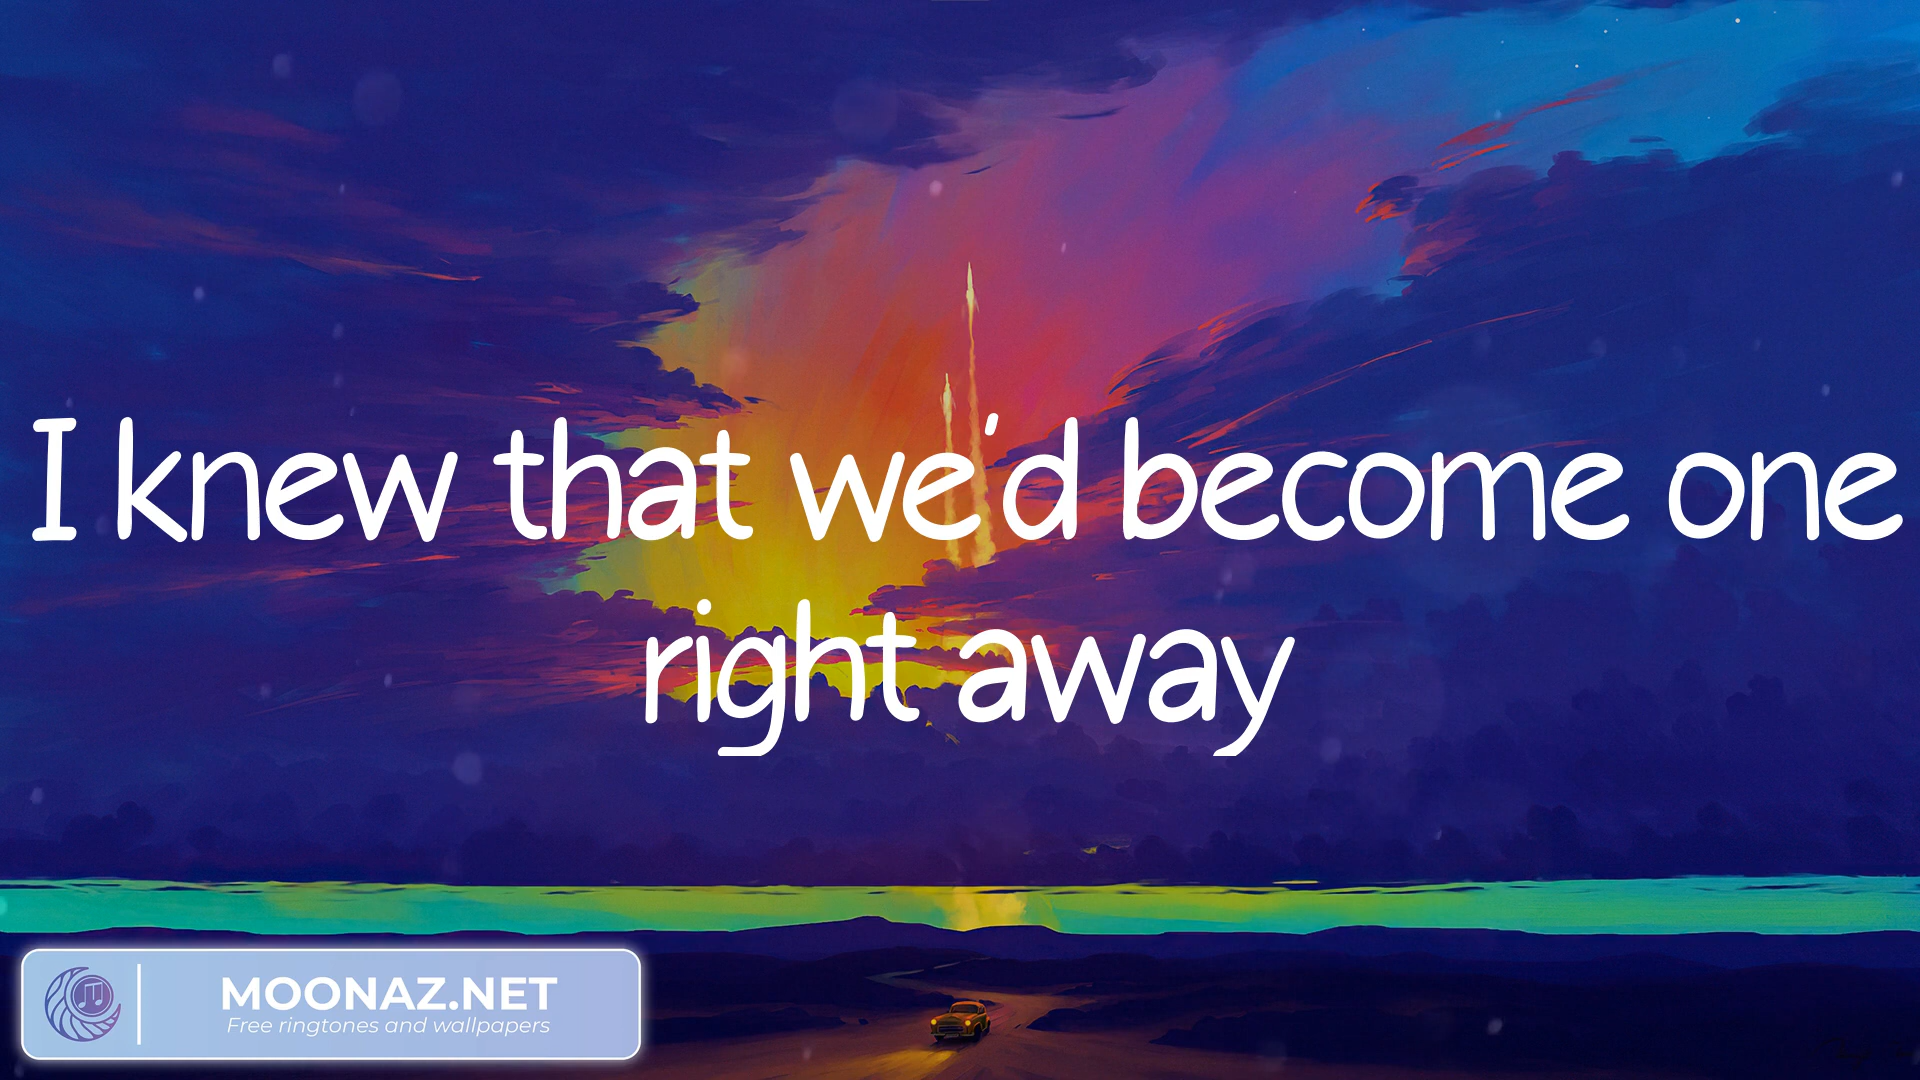 I knew that we'd become one
right away
MOONAZ.NET
Free ringtones and wallpapers